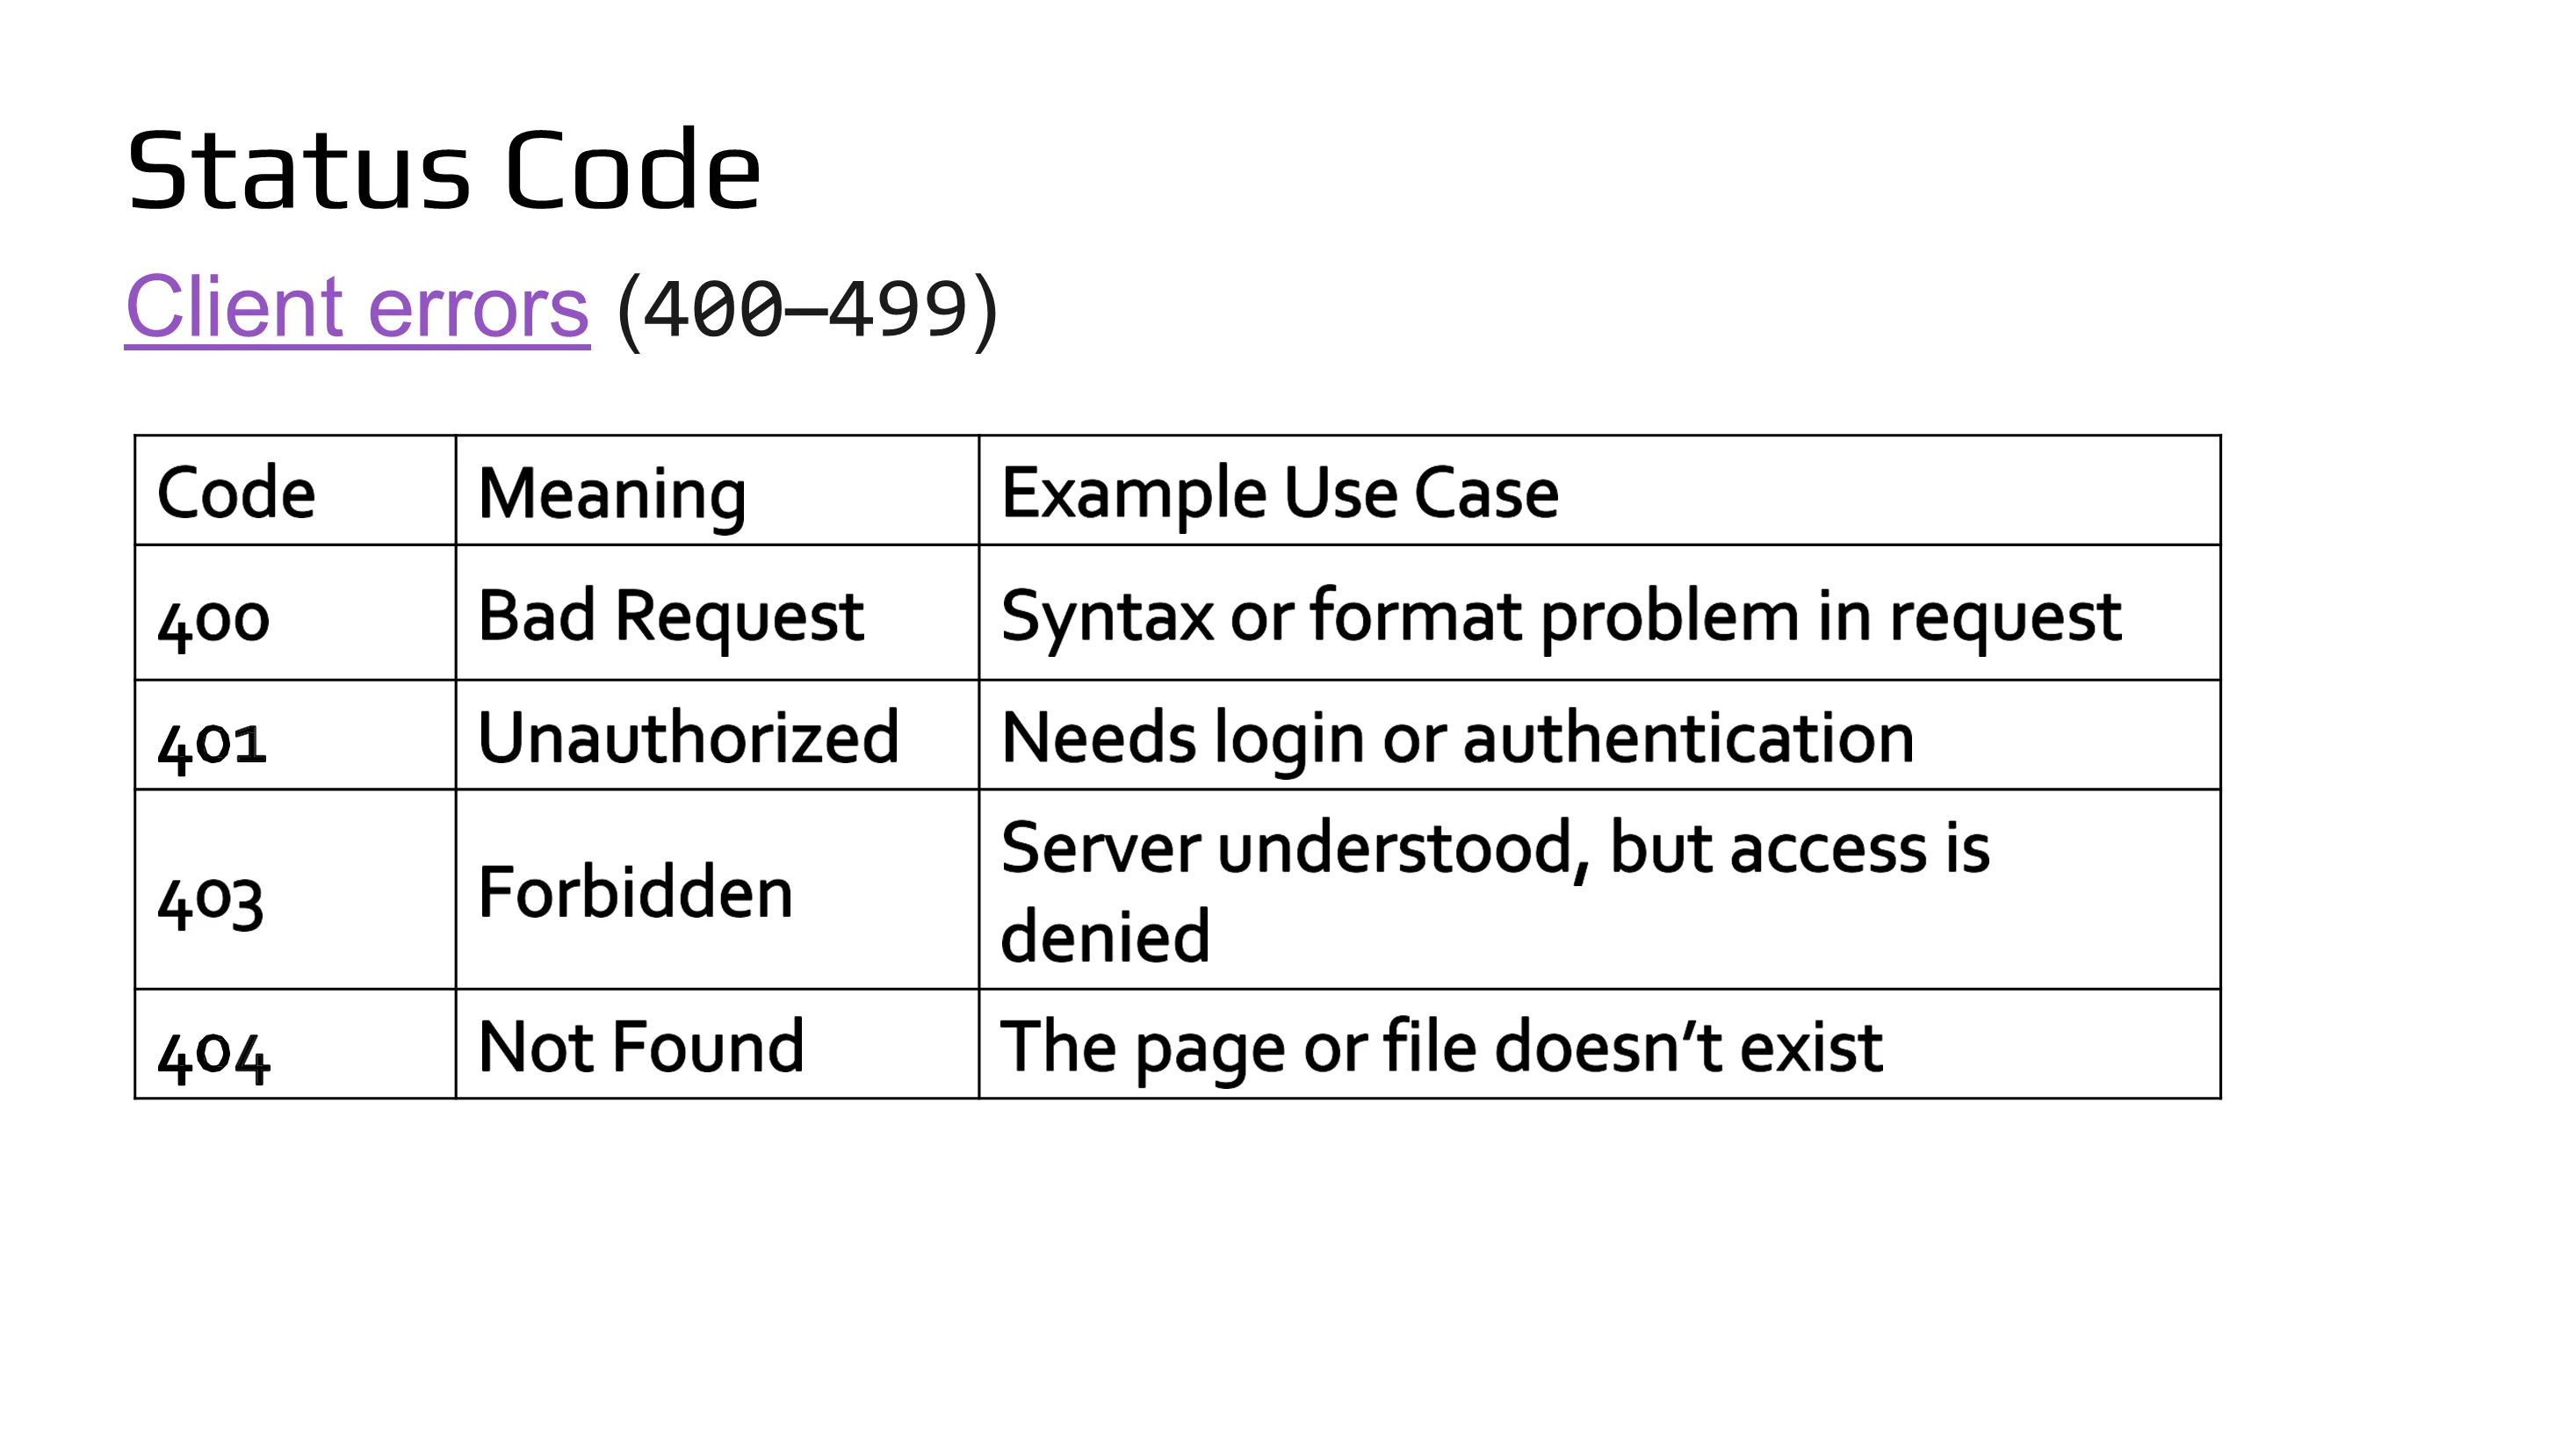 Status Code
Client errors (400–499)
Code Meaning Example Use Case
400 Bad Request Syntax or format problem in request
401 Unauthorized Needs login or authentication
403 Forbidden Server understood, but access is
denied
404 Not Found The page or file doesn’t exist